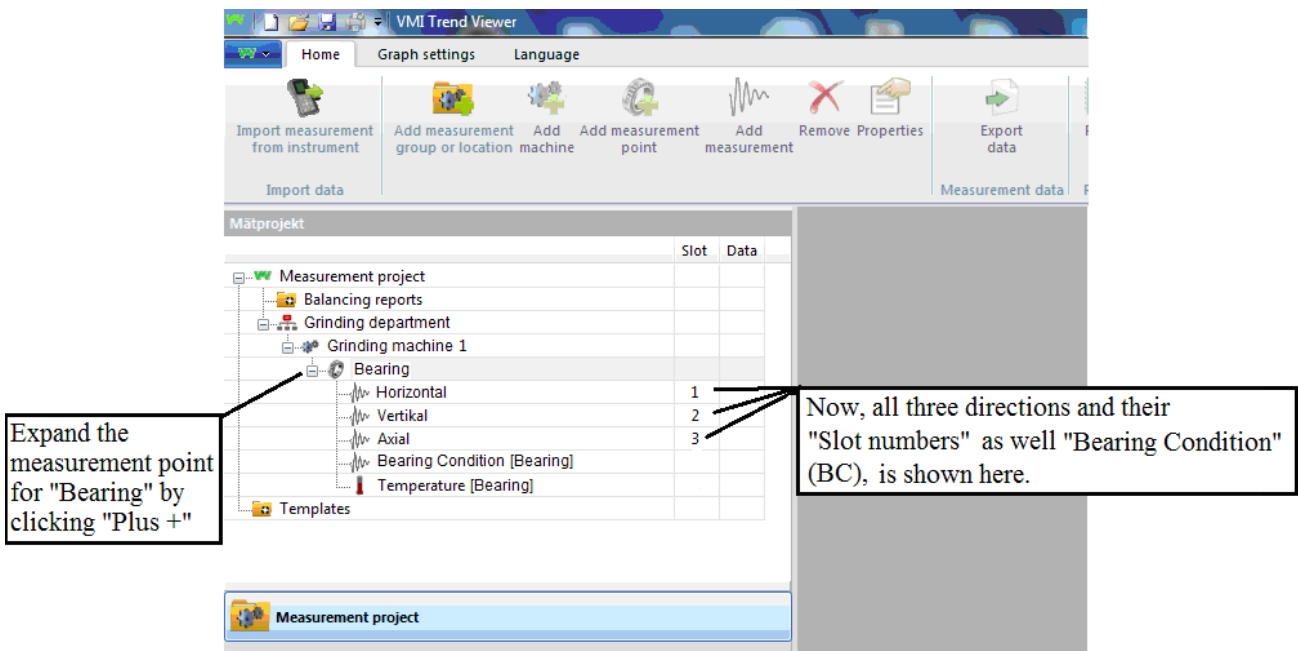 VMI Trend Viewer
Home Graph settings Language
Import measurement from instrument
Add measurement group or location
Add machine
Add measurement point
Add measurement
Remove
Properties
Export data
Import data
Measurement data
Mätprojekt
Slot Data
Measurement project
Balancing reports
Grinding department
Grinding machine 1
Bearing
Horizontal 1
Vertikal 2
Axial 3
Bearing Condition [Bearing]
Temperature [Bearing]
Templates
Measurement project
Expand the
measurement point
for "Bearing" by
clicking "Plus +"
Now, all three directions and their
"Slot numbers" as well "Bearing Condition"
(BC), is shown here.